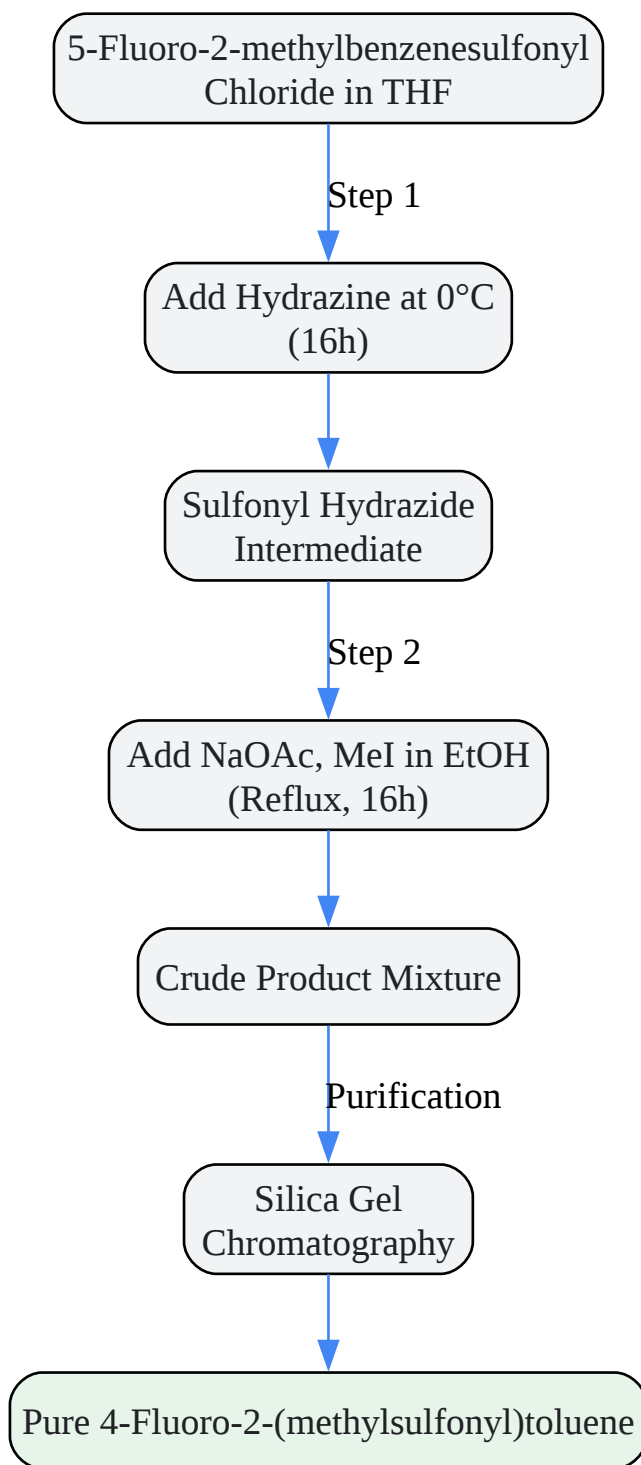 5-Fluoro-2-methylbenzenesulfonyl
Chloride in THF
Step 1
Add Hydrazine at 0°C
(16h)
Sulfonyl Hydrazide
Intermediate
Step 2
Add NaOAc, MeI in EtOH
(Reflux, 16h)
Crude Product Mixture
Purification
Silica Gel
Chromatography
Pure 4-Fluoro-2-(methylsulfonyl)toluene